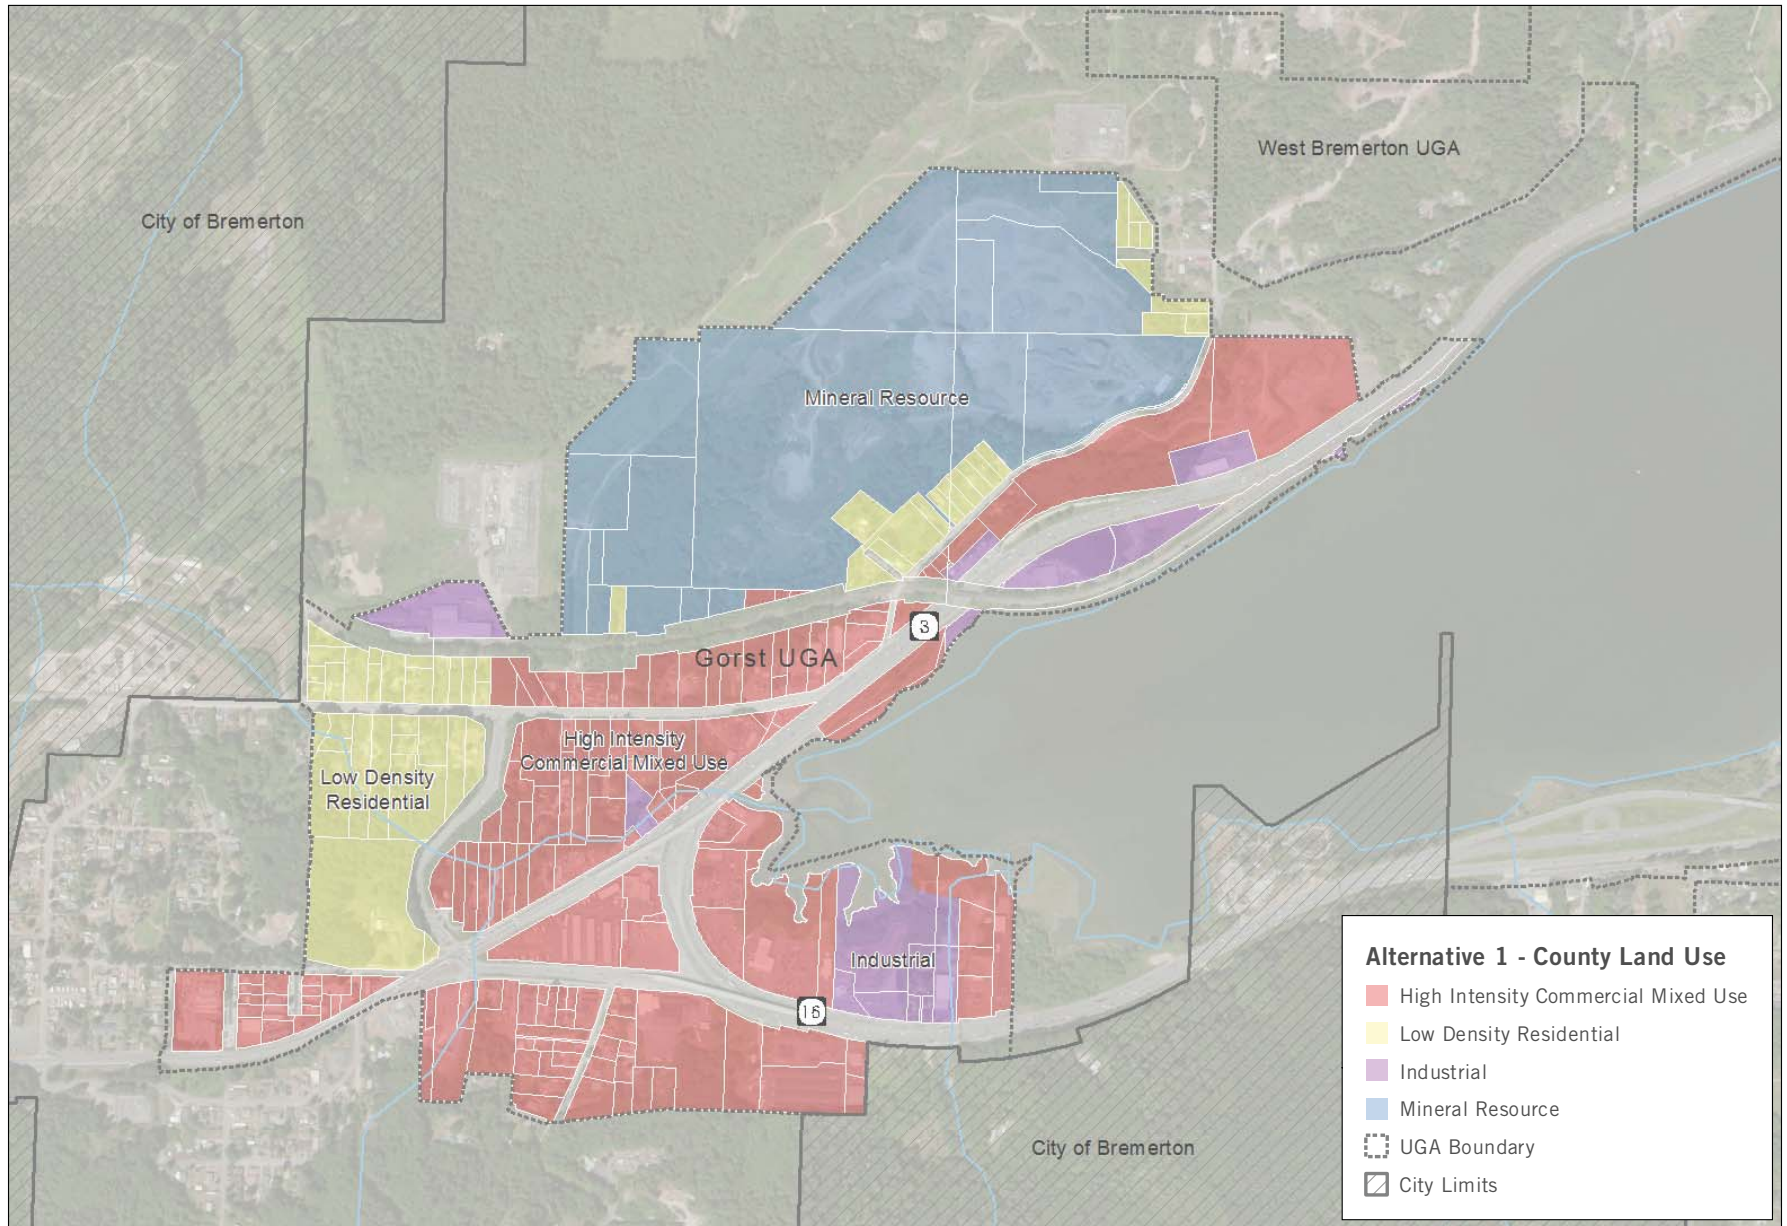 West Bremerton UGA
City of Bremerton
Mineral Resource
3
Gorst UGA
High Intensity
Commercial Mixed Use
Low Density
Residential
Industrial
16
City of Bremerton
Alternative 1 - County Land Use
High Intensity Commercial Mixed Use
Low Density Residential
Industrial
Mineral Resource
UGA Boundary
City Limits